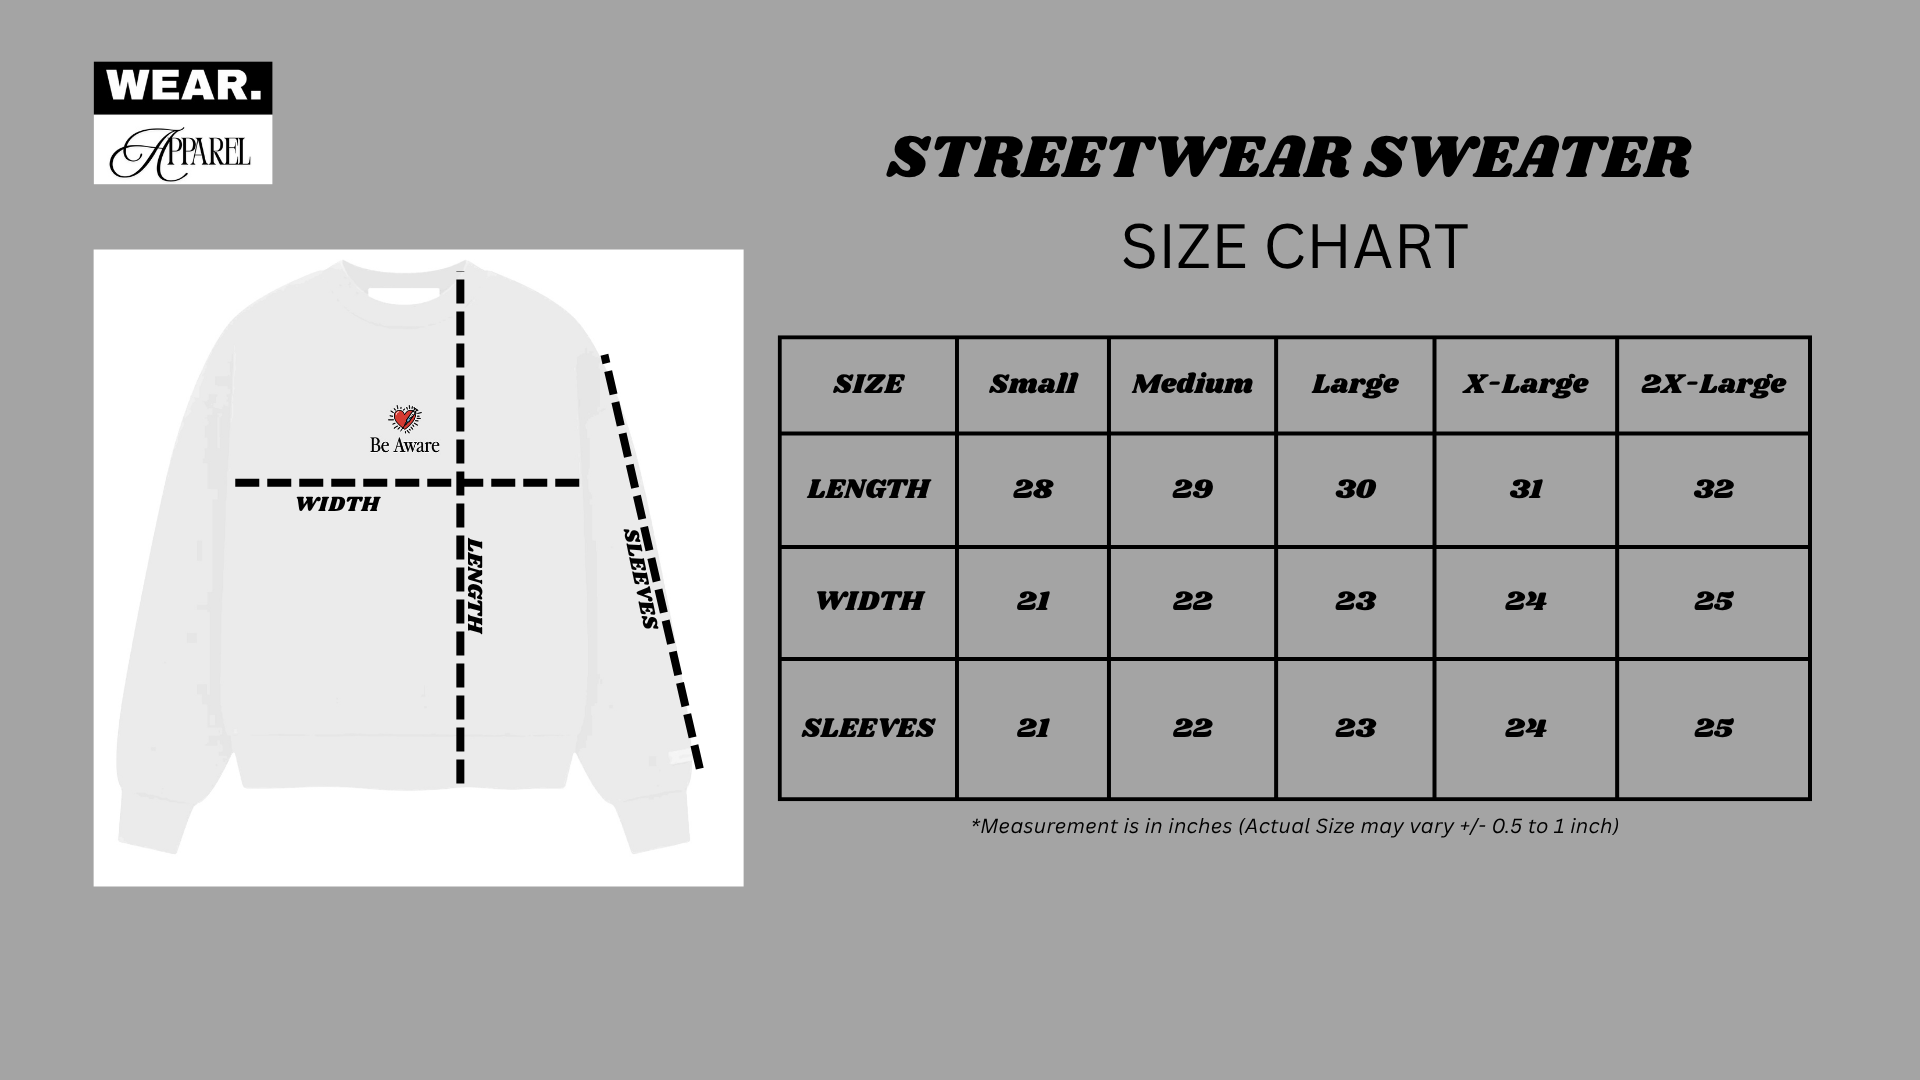 WEAR.
APPAREL
STREETWEAR SWEATER
SIZE CHART
Be Aware
WIDTH
LENGTH
SLEEVES
SIZE Small Medium Large X-Large 2X-Large
LENGTH 28 29 30 31 32
WIDTH 21 22 23 24 25
SLEEVES 21 22 23 24 25
*Measurement is in inches (Actual Size may vary +/- 0.5 to 1 inch)